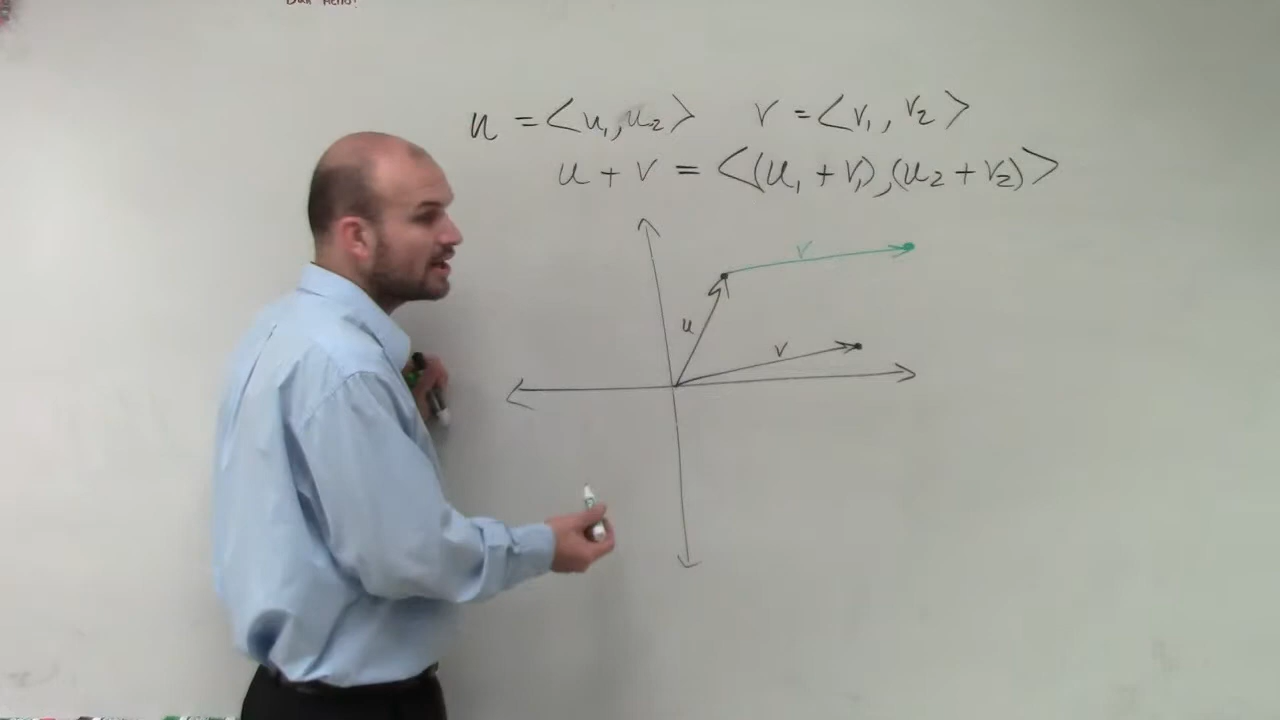 u = <u₁, u₂> v = <v₁, v₂>
u + v = <(u₁ + v₁), (u₂ + v₂)>
v
u
v